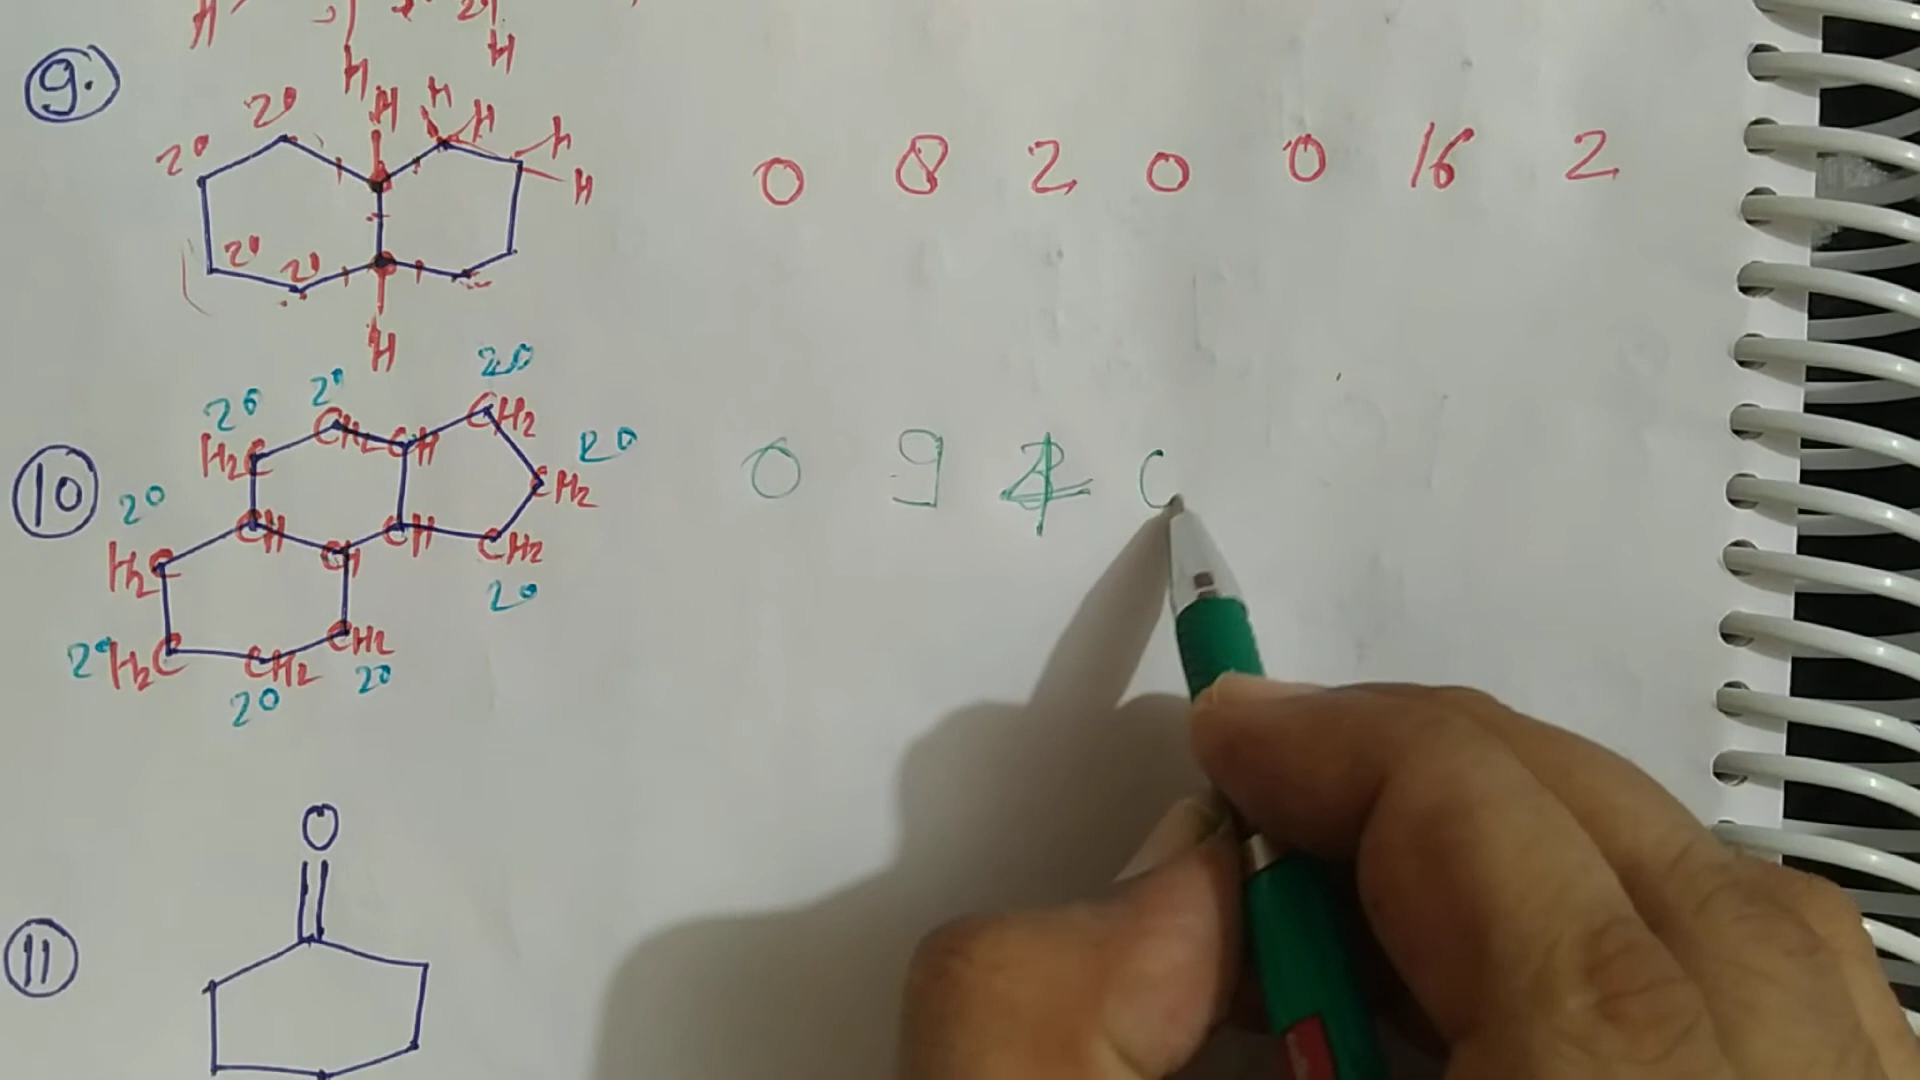 H H
9. 2° 2° H H H H H H
0 8 2 0 0 16 2
2° 2°
H
10 2° 2° 2° 2° 2° 2° 2° 2° 2°
H2C CH2 CH CH2 CH2
H2C CH CH CH CH2
H2C CH2 CH2
0 9 4
11
O